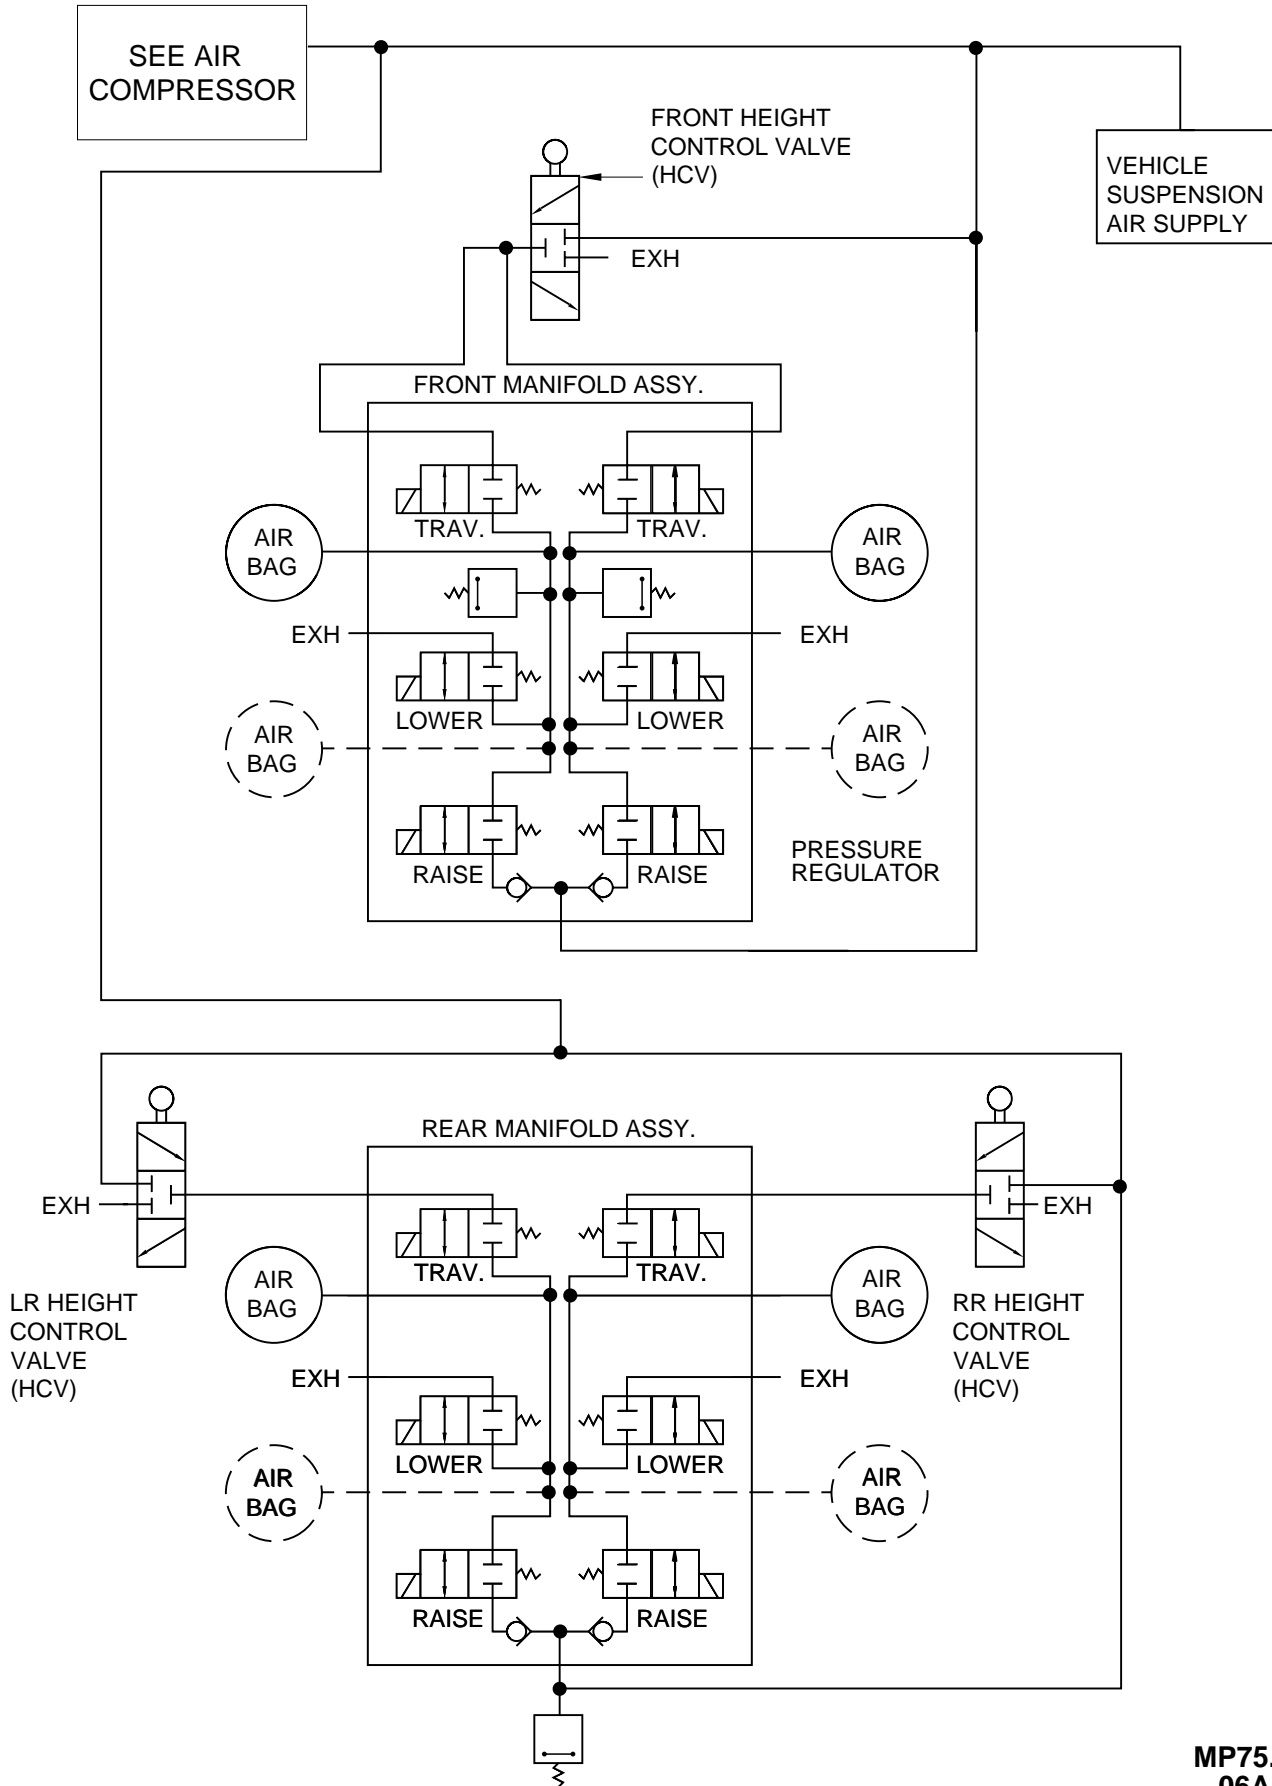 SEE AIR
COMPRESSOR
FRONT HEIGHT
CONTROL VALVE
(HCV)
VEHICLE
SUSPENSION
AIR SUPPLY
EXH
FRONT MANIFOLD ASSY.
TRAV.
TRAV.
AIR
BAG
AIR
BAG
EXH
EXH
LOWER
LOWER
AIR
BAG
AIR
BAG
RAISE
RAISE
PRESSURE
REGULATOR
REAR MANIFOLD ASSY.
EXH
EXH
TRAV.
TRAV.
AIR
BAG
AIR
BAG
LR HEIGHT
CONTROL
VALVE
(HCV)
RR HEIGHT
CONTROL
VALVE
(HCV)
EXH
EXH
LOWER
LOWER
AIR
BAG
AIR
BAG
RAISE
RAISE
MP75.
06A